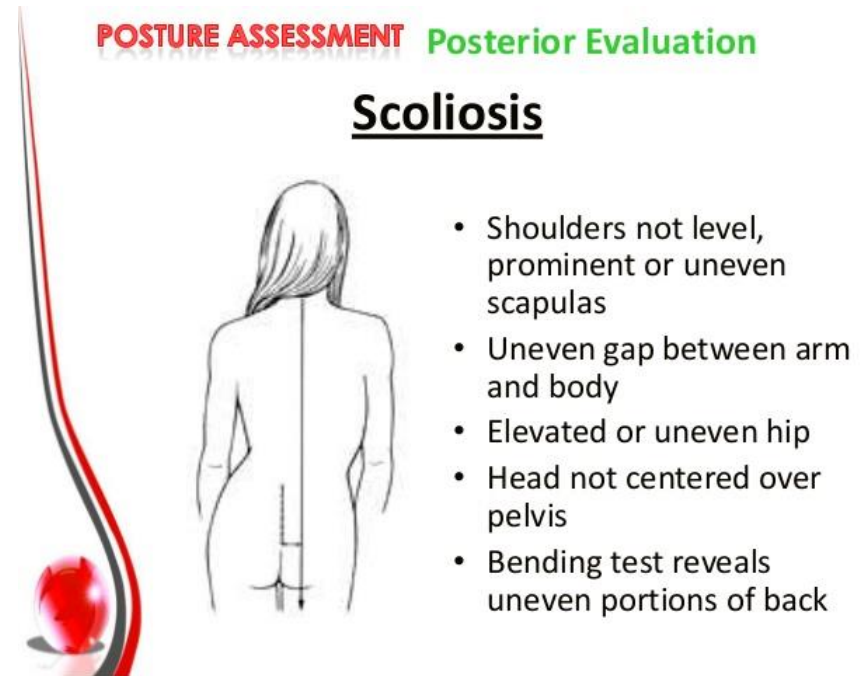 POSTURE ASSESSMENT Posterior Evaluation
Scoliosis
• Shoulders not level,
prominent or uneven
scapulas
• Uneven gap between arm
and body
• Elevated or uneven hip
• Head not centered over
pelvis
• Bending test reveals
uneven portions of back